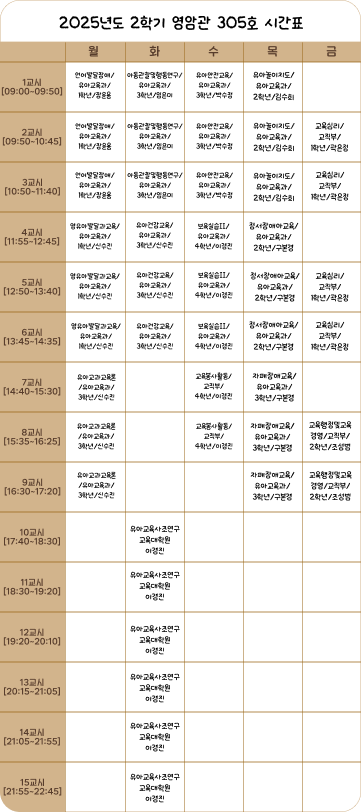 2025년도 2학기 영암관 305호 시간표
월 화 수 목 금
1교시
[09:00~09:50]
언어발달장애/
유아교육과/
1학년/장운용
아동관찰및행동연구/
유아교육과/
3학년/임은미
유아안전교육/
유아교육과/
3학년/박수정
유아놀이지도/
유아교육과/
2학년/김수희
2교시
[09:50~10:45]
언어발달장애/
유아교육과/
1학년/장운용
아동관찰및행동연구/
유아교육과/
3학년/임은미
유아안전교육/
유아교육과/
3학년/박수정
유아놀이지도/
유아교육과/
2학년/김수희
교육심리/
교직부/
1학년/곽은정
3교시
[10:50~11:40]
언어발달장애/
유아교육과/
1학년/장운용
아동관찰및행동연구/
유아교육과/
3학년/임은미
유아안전교육/
유아교육과/
3학년/박수정
유아놀이지도/
유아교육과/
2학년/김수희
교육심리/
교직부/
1학년/곽은정
4교시
[11:55~12:45]
영유아발달과교육/
유아교육과/
1학년/신수진
유아건강교육/
유아교육과/
3학년/신수진
보육실습II/
유아교육과/
4학년/이경진
정서장애아교육/
유아교육과/
2학년/구본경
5교시
[12:50~13:40]
영유아발달과교육/
유아교육과/
1학년/신수진
유아건강교육/
유아교육과/
3학년/신수진
보육실습II/
유아교육과/
4학년/이경진
정서장애아교육/
유아교육과/
2학년/구본경
교육심리/
교직부/
1학년/곽은정
6교시
[13:45~14:35]
영유아발달과교육/
유아교육과/
1학년/신수진
유아건강교육/
유아교육과/
3학년/신수진
보육실습II/
유아교육과/
4학년/이경진
정서장애아교육/
유아교육과/
2학년/구본경
교육심리/
교직부/
1학년/곽은정
7교시
[14:40~15:30]
유아교과교육론
/유아교육과/
3학년/신수진
교육봉사활동/
교직부/
4학년/이경진
지체장애교육/
유아교육과/
3학년/구본경
8교시
[15:35~16:25]
유아교과교육론
/유아교육과/
3학년/신수진
교육봉사활동/
교직부/
4학년/이경진
지체장애교육/
유아교육과/
3학년/구본경
교육행정및교육
경영/교직부/
2학년/조상범
9교시
[16:30~17:20]
유아교과교육론
/유아교육과/
3학년/신수진
지체장애교육/
유아교육과/
3학년/구본경
교육행정및교육
경영/교직부/
2학년/조상범
10교시
[17:40~18:30]
유아교육사조연구
교육대학원
이경진
11교시
[18:30~19:20]
유아교육사조연구
교육대학원
이경진
12교시
[19:20~20:10]
유아교육사조연구
교육대학원
이경진
13교시
[20:15~21:05]
유아교육사조연구
교육대학원
이경진
14교시
[21:05~21:55]
유아교육사조연구
교육대학원
이경진
15교시
[21:55~22:45]
유아교육사조연구
교육대학원
이경진